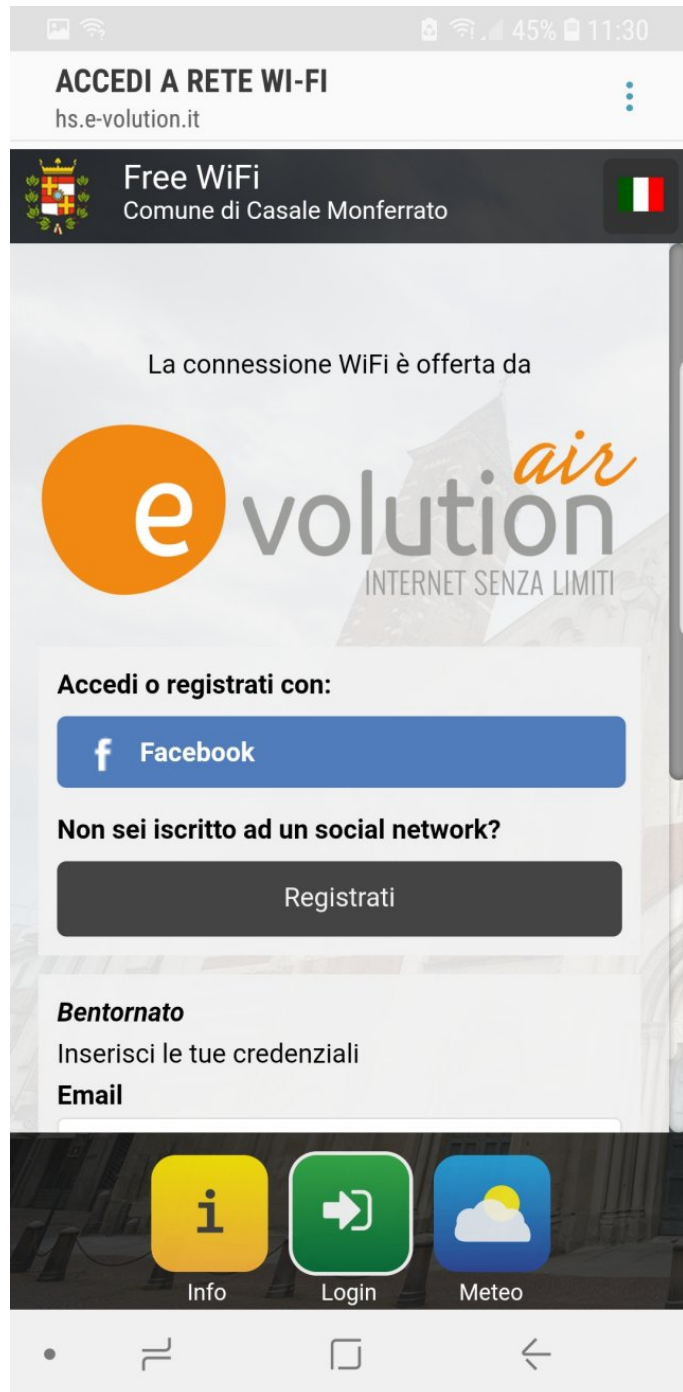 45% 11:30
ACCEDI A RETE WI-FI
hs.e-volution.it
Free WiFi
Comune di Casale Monferrato
La connessione WiFi è offerta da
e volution air
INTERNET SENZA LIMITI
Accedi o registrati con:
f Facebook
Non sei iscritto ad un social network?
Registrati
Bentornato
Inserisci le tue credenziali
Email
i
Info Login Meteo